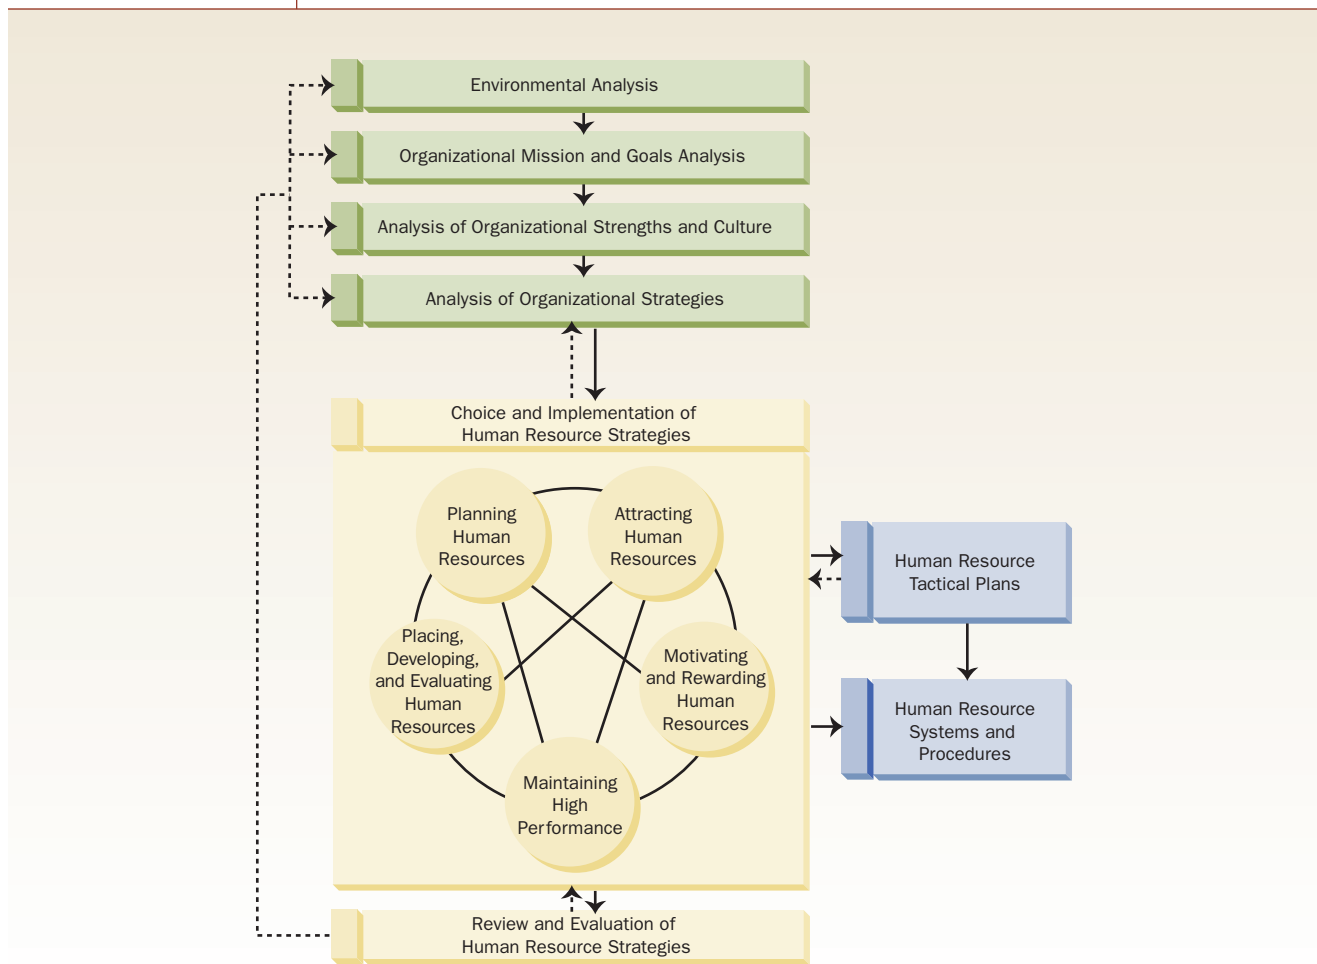 Environmental Analysis
Organizational Mission and Goals Analysis
Analysis of Organizational Strengths and Culture
Analysis of Organizational Strategies
Choice and Implementation of
Human Resource Strategies
Planning
Human
Resources
Attracting
Human
Resources
Placing,
Developing,
and Evaluating
Human
Resources
Motivating
and Rewarding
Human
Resources
Maintaining
High
Performance
Human Resource
Tactical Plans
Human Resource
Systems and
Procedures
Review and Evaluation of
Human Resource Strategies